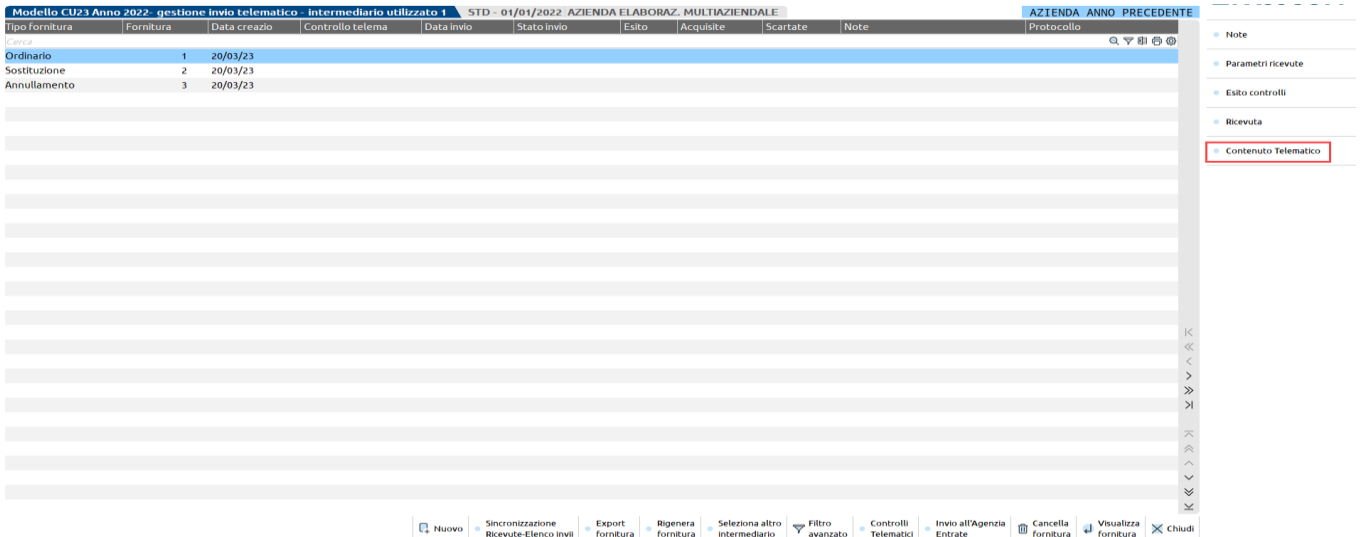 Modello CU23 Anno 2022- gestione invio telematico - intermediario utilizzato 1 STD - 01/01/2022 AZIENDA ELABORAZ. MULTIAZIENDALE AZIENDA ANNO PRECEDENTE
Tipo fornitura Fornitura Data creazio Controllo telema Data invio Stato invio Esito Acquisite Scartate Note Protocollo
Cerca
Ordinario 1 20/03/23
Sostituzione 2 20/03/23
Annullamento 3 20/03/23
Note
Parametri ricevute
Esito controlli
Ricevuta
Contenuto Telematico
Nuovo
Sincronizzazione
Ricevute-Elenco invii
Export
fornitura
Rigenera
fornitura
Seleziona altro
intermediario
Filtro
avanzato
Controlli
Telematici
Invio all'Agenzia
Entrate
Cancella
fornitura
Visualizza
fornitura
Chiudi